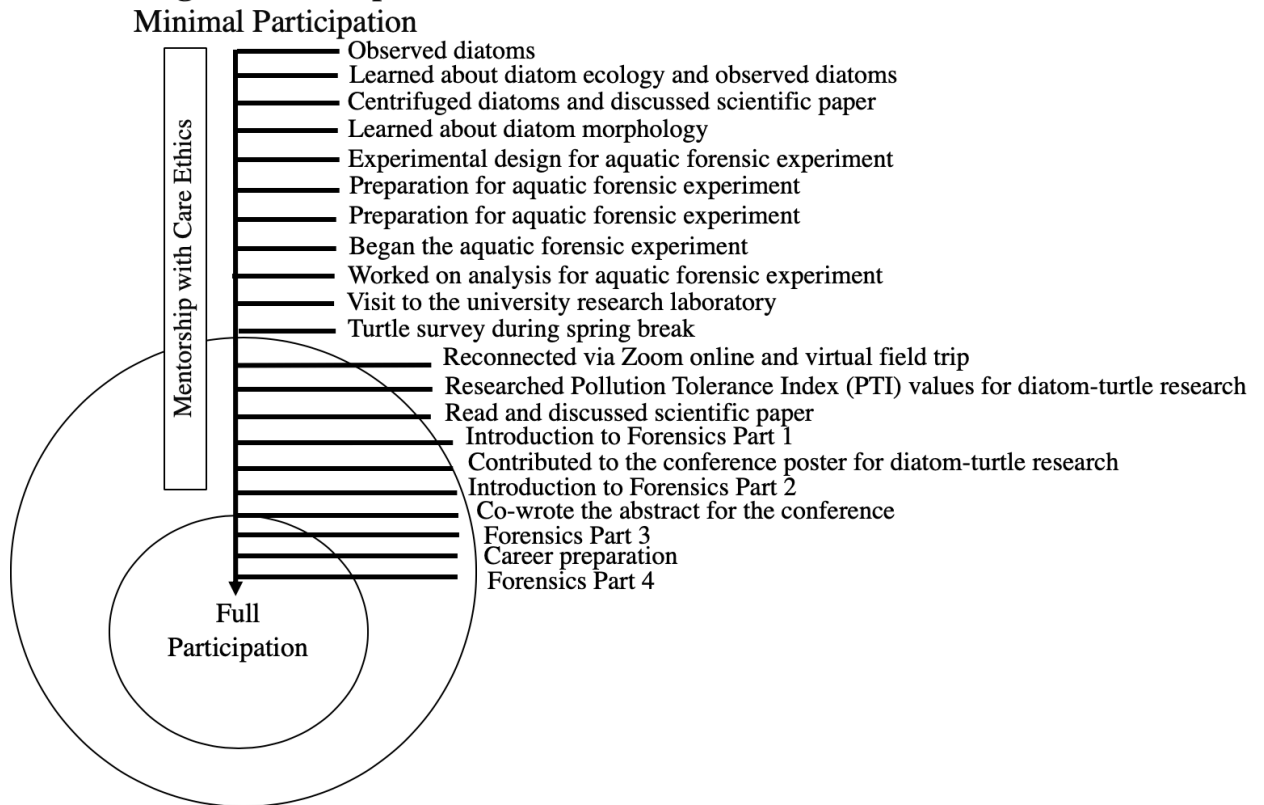 Minimal Participation
Mentorship with Care Ethics
Observed diatoms
Learned about diatom ecology and observed diatoms
Centrifuged diatoms and discussed scientific paper
Learned about diatom morphology
Experimental design for aquatic forensic experiment
Preparation for aquatic forensic experiment
Preparation for aquatic forensic experiment
Began the aquatic forensic experiment
Worked on analysis for aquatic forensic experiment
Visit to the university research laboratory
Turtle survey during spring break
Reconnected via Zoom online and virtual field trip
Researched Pollution Tolerance Index (PTI) values for diatom-turtle research
Read and discussed scientific paper
Introduction to Forensics Part 1
Contributed to the conference poster for diatom-turtle research
Introduction to Forensics Part 2
Co-wrote the abstract for the conference
Forensics Part 3
Career preparation
Forensics Part 4
Full
Participation